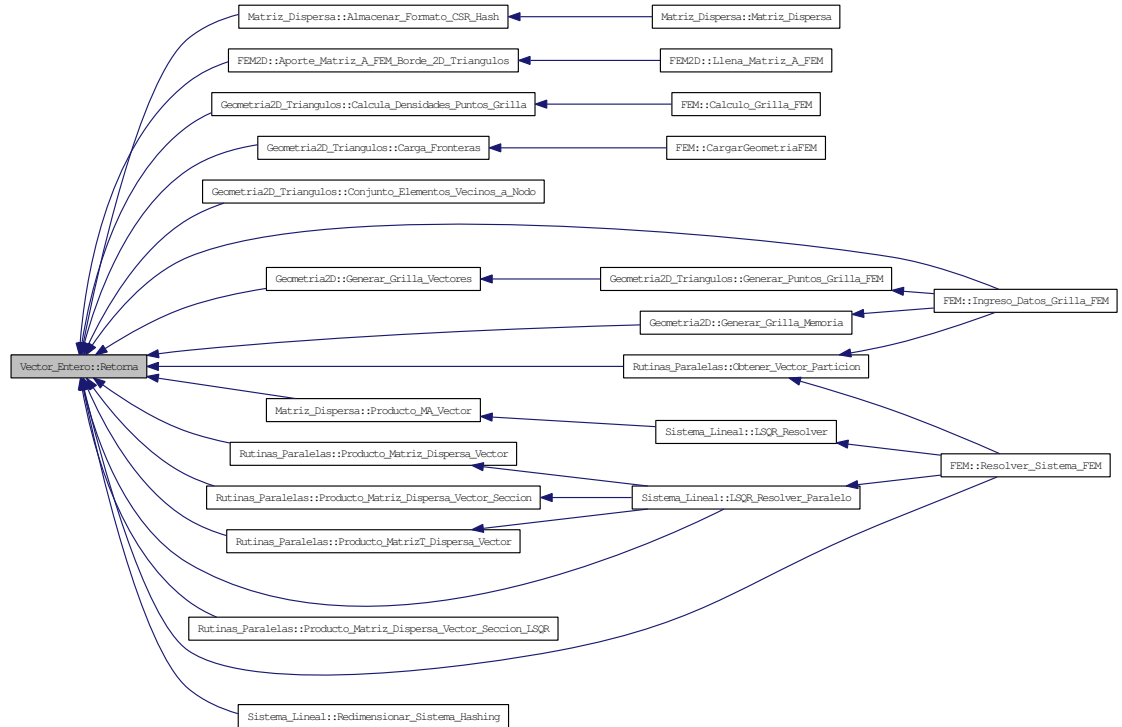 Matriz_Dispersa::Almacenar_Formato_CSR_Hash
Matriz_Dispersa::Matriz_Dispersa
FEM2D::Aporte_Matriz_A_FEM_Borde_2D_Triangulos
FEM2D::Llena_Matriz_A_FEM
Geometria2D_Triangulos::Calcula_Densidades_Puntos_Grilla
FEM::Calculo_Grilla_FEM
Geometria2D_Triangulos::Carga_Fronteras
FEM::CargarGeometriaFEM
Geometria2D_Triangulos::Conjunto_Elementos_Vecinos_a_Nodo
Geometria2D::Generar_Grilla_Vectores
Geometria2D_Triangulos::Generar_Puntos_Grilla_FEM
FEM::Ingreso_Datos_Grilla_FEM
Geometria2D::Generar_Grilla_Memoria
Vector_Entero::Retorna
Rutinas_Paralelas::Obtener_Vector_Particion
Matriz_Dispersa::Producto_MA_Vector
Sistema_Lineal::LSQR_Resolver
Rutinas_Paralelas::Producto_Matriz_Dispersa_Vector
FEM::Resolver_Sistema_FEM
Rutinas_Paralelas::Producto_Matriz_Dispersa_Vector_Seccion
Sistema_Lineal::LSQR_Resolver_Paralelo
Rutinas_Paralelas::Producto_MatrizT_Dispersa_Vector
Rutinas_Paralelas::Producto_Matriz_Dispersa_Vector_Seccion_LSQR
Sistema_Lineal::Redimensionar_Sistema_Hashing